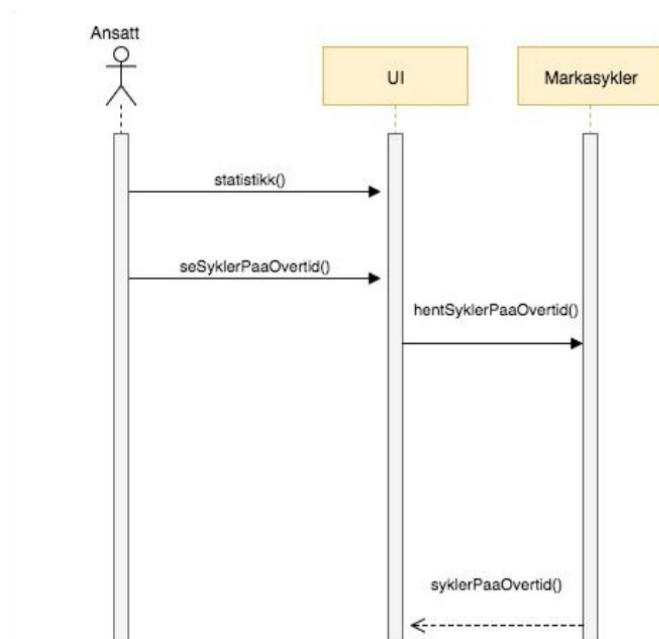 Ansatt
UI
Markasykler
statistikk()
seSyklerPaaOvertid()
hentSyklerPaaOvertid()
syklerPaaOvertid()